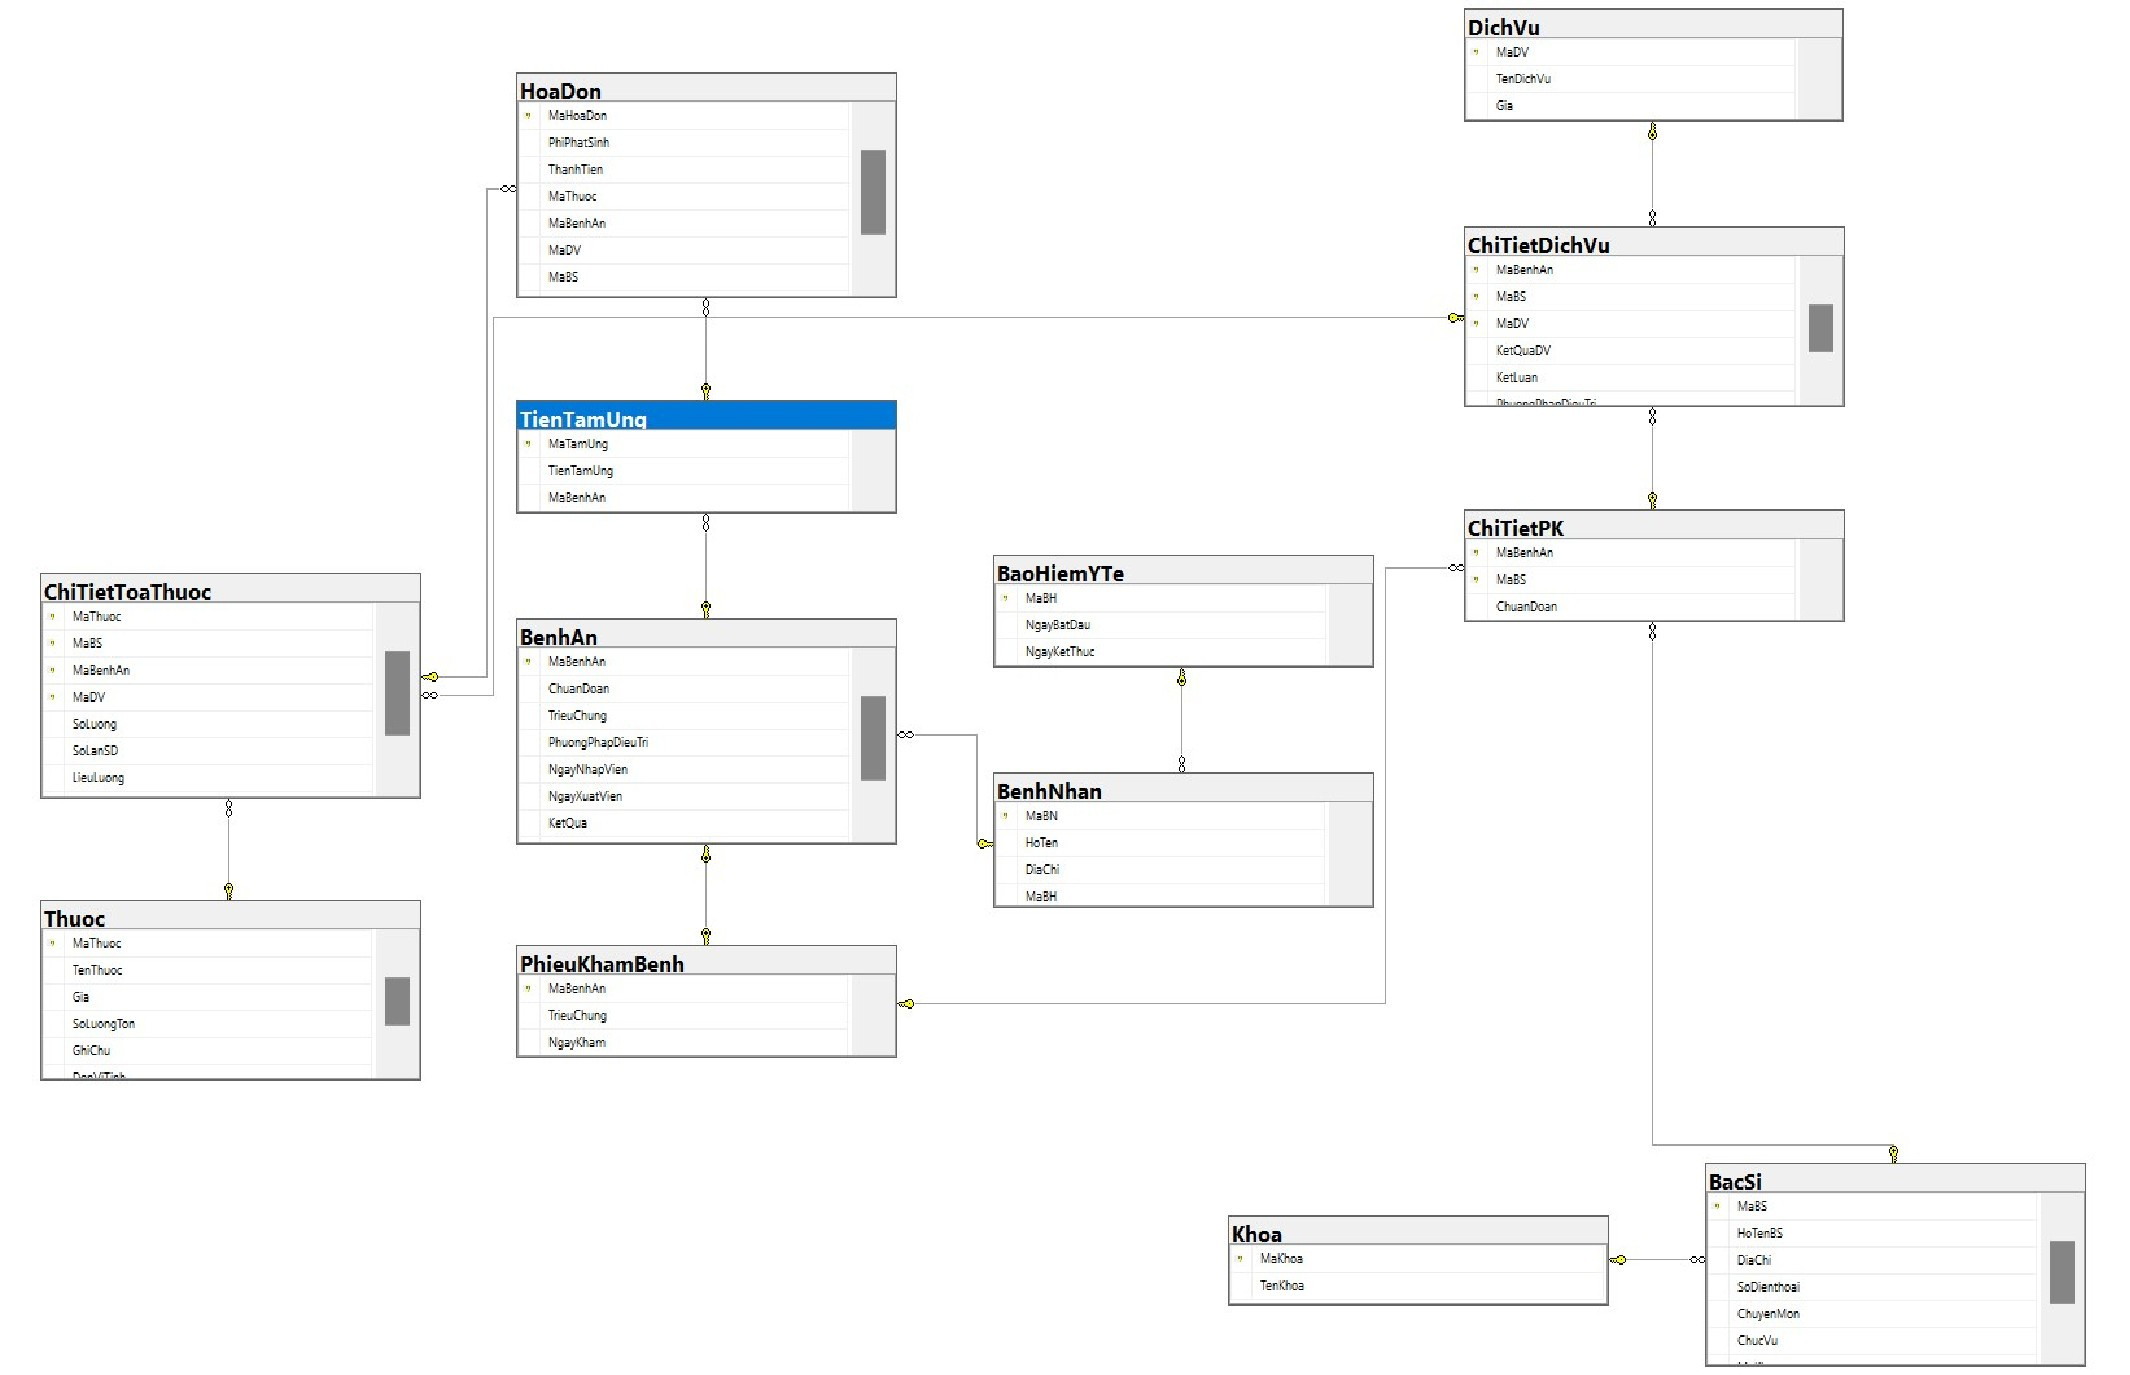 DichVu
MaDV
TenDichVu
Gia
HoaDon
MaHoaDon
PhiPhatSinh
ThanhTien
MaThuoc
MaBenhAn
MaDV
MaBS
ChiTietDichVu
MaBenhAn
MaBS
MaDV
KetQuaDV
KetLuan
PhuongPhapDieuTri
TienTamUng
MaTamUng
TienTamUng
MaBenhAn
ChiTietPK
MaBenhAn
MaBS
ChuanDoan
BaoHiemYTe
MaBH
NgayBatDau
NgayKetThuc
ChiTietToaThuoc
MaThuoc
MaBS
MaBenhAn
MaDV
SoLuong
SoLanSD
LieuLuong
BenhAn
MaBenhAn
ChuanDoan
TrieuChung
PhuongPhapDieuTri
NgayNhapVien
NgayXuatVien
KetQua
BenhNhan
MaBN
HoTen
DiaChi
MaBH
Thuoc
MaThuoc
TenThuoc
Gia
SoLuongTon
GhiChu
DonViTinh
PhieuKhamBenh
MaBenhAn
TrieuChung
NgayKham
BacSi
MaBS
HoTenBS
DiaChi
SoDienthoai
ChuyenMon
ChucVu
Khoa
MaKhoa
TenKhoa